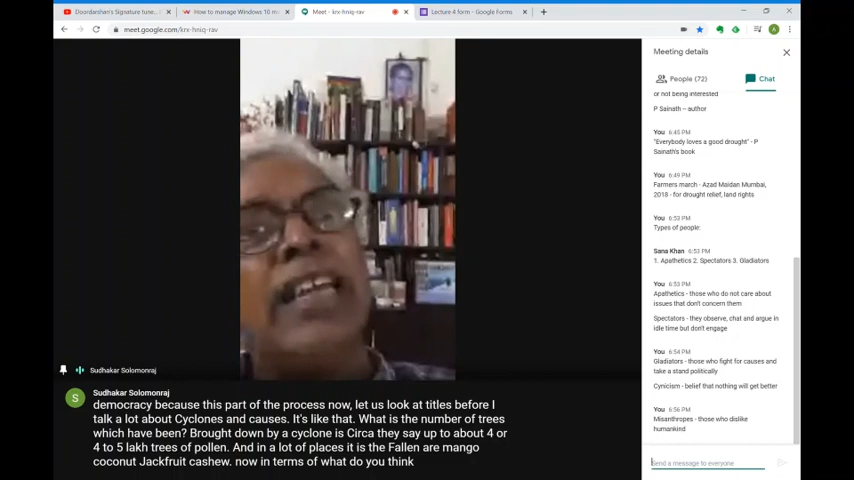 Doordarshan's Signature tune...
How to manage Windows 10 m
Meet - krx-hniq-rav
Lecture 4 form - Google Forms
meet.google.com/krx-hniq-rav
Meeting details
People (72)
Chat
or not being interested
P Sainath – author
You 6:45 PM
"Everybody loves a good drought" - P
Sainath's book
You 6:49 PM
Farmers march - Azad Maidan Mumbai,
2018 - for drought relief, land rights
You 6:53 PM
Types of people:
Sana Khan 6:53 PM
1. Apathetics 2. Spectators 3. Gladiators
You 6:53 PM
Apathetics - those who do not care about
issues that don't concern them
Spectators - they observe, chat and argue in
idle time but don't engage
You 6:54 PM
Gladiators - those who fight for causes and
take a stand politically
Cynicism - belief that nothing will get better
You 6:56 PM
Misanthropes - those who dislike
humankind
Send a message to everyone
Sudhakar Solomonraj
S
Sudhakar Solomonraj
democracy because this part of the process now, let us look at titles before I
talk a lot about Cyclones and causes. It's like that. What is the number of trees
which have been? Brought down by a cyclone is Circa they say up to about 4 or
4 to 5 lakh trees of pollen. And in a lot of places it is the Fallen are mango
coconut Jackfruit cashew. now in terms of what do you think